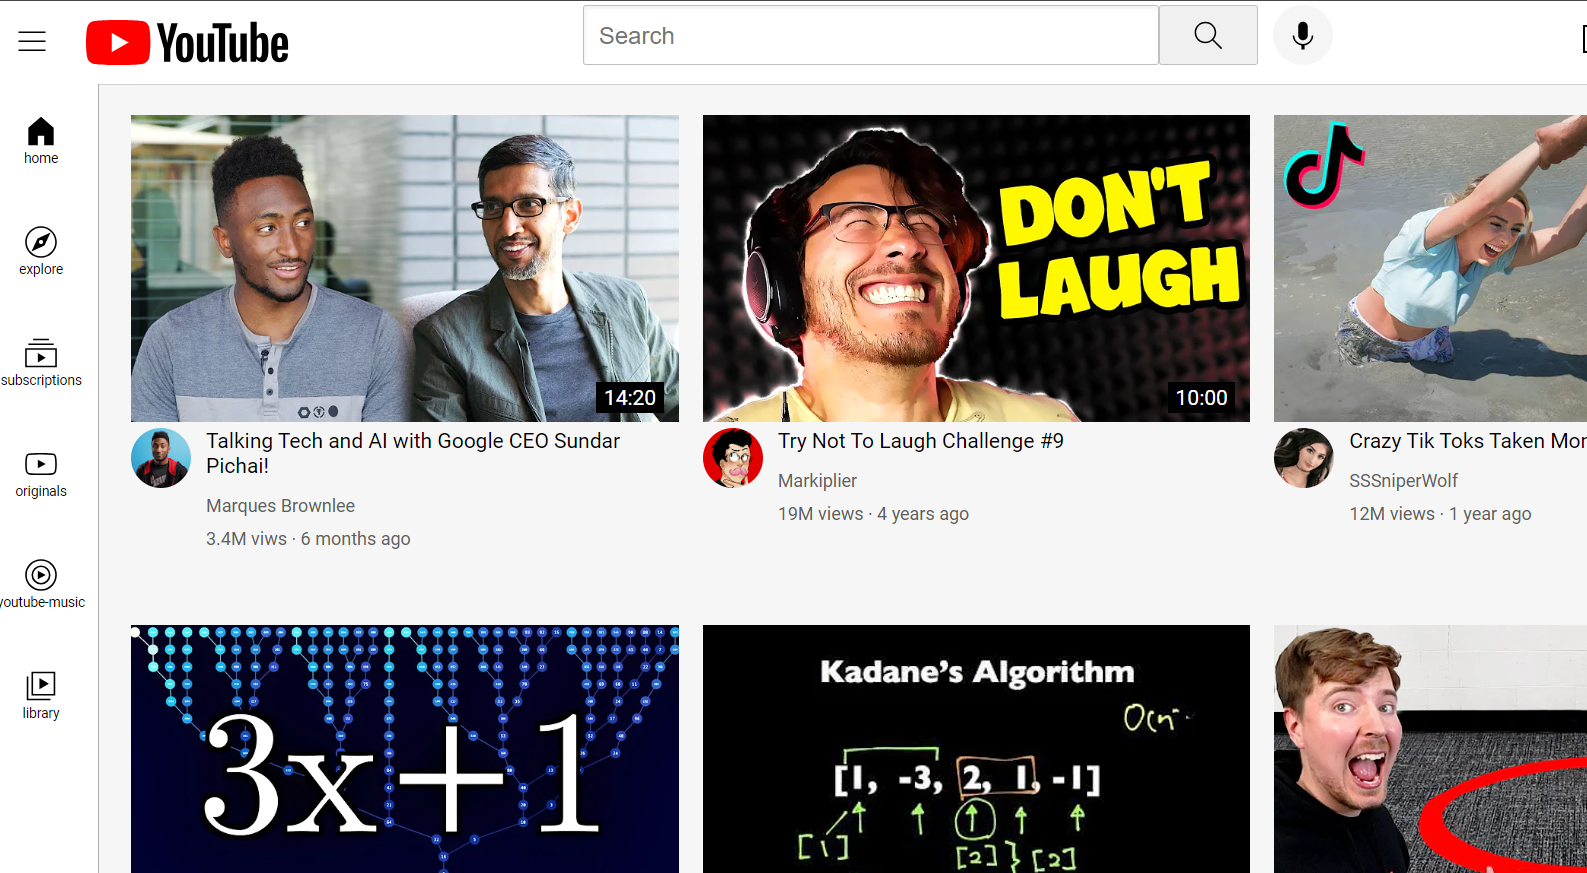 YouTube
Search
home
explore
subscriptions
originals
youtube-music
library
14:20
Talking Tech and AI with Google CEO Sundar
Pichai!
Marques Brownlee
3.4M viws · 6 months ago
DON'T
LAUGH
10:00
Try Not To Laugh Challenge #9
Markiplier
19M views · 4 years ago
Crazy Tik Toks Taken
SSSniperWolf
12M views · 1 year ago
3x+1
Kadane's Algorithm
[1, -3, 2, 1, -1]
[1]
[2] } [2]